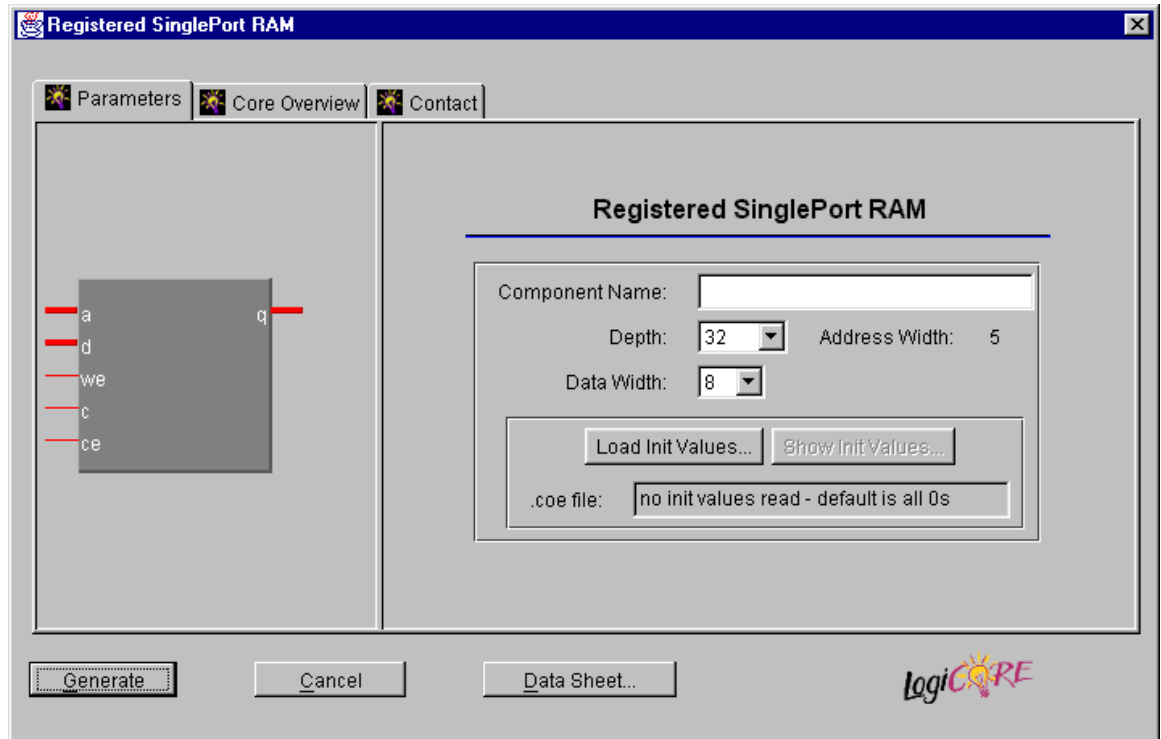 Registered SinglePort RAM
Parameters Core Overview Contact
Registered SinglePort RAM
a q
d
we
c
ce
Component Name:
Depth: 32 Address Width: 5
Data Width: 8
Load Init Values... Show Init Values...
.coe file: no init values read - default is all 0s
Generate Cancel Data Sheet... LogiCORE